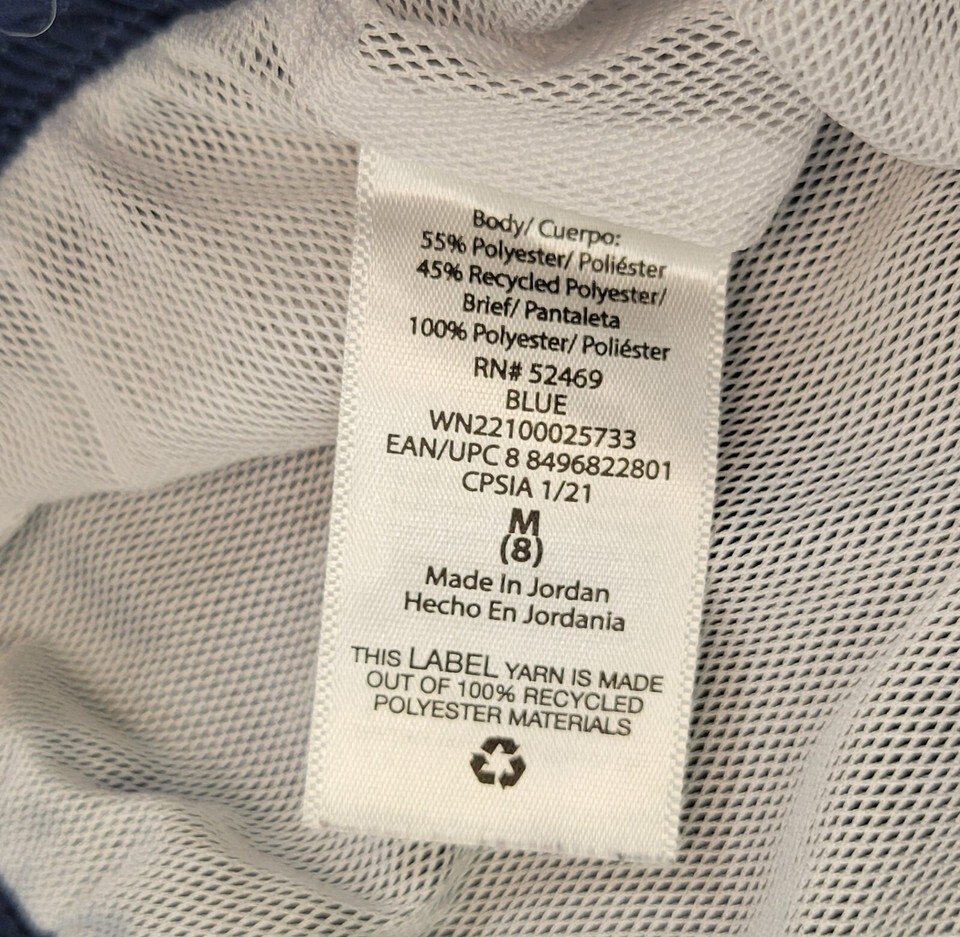 Body/ Cuerpo:
55% Polyester/ Poliéster
45% Recycled Polyester/
Brief/ Pantaleta
100% Polyester/ Poliéster
RN# 52469
BLUE
WN22100025733
EAN/UPC 8 8496822801
CPSIA 1/21
M
(8)
Made In Jordan
Hecho En Jordania
THIS LABEL YARN IS MADE
OUT OF 100% RECYCLED
POLYESTER MATERIALS